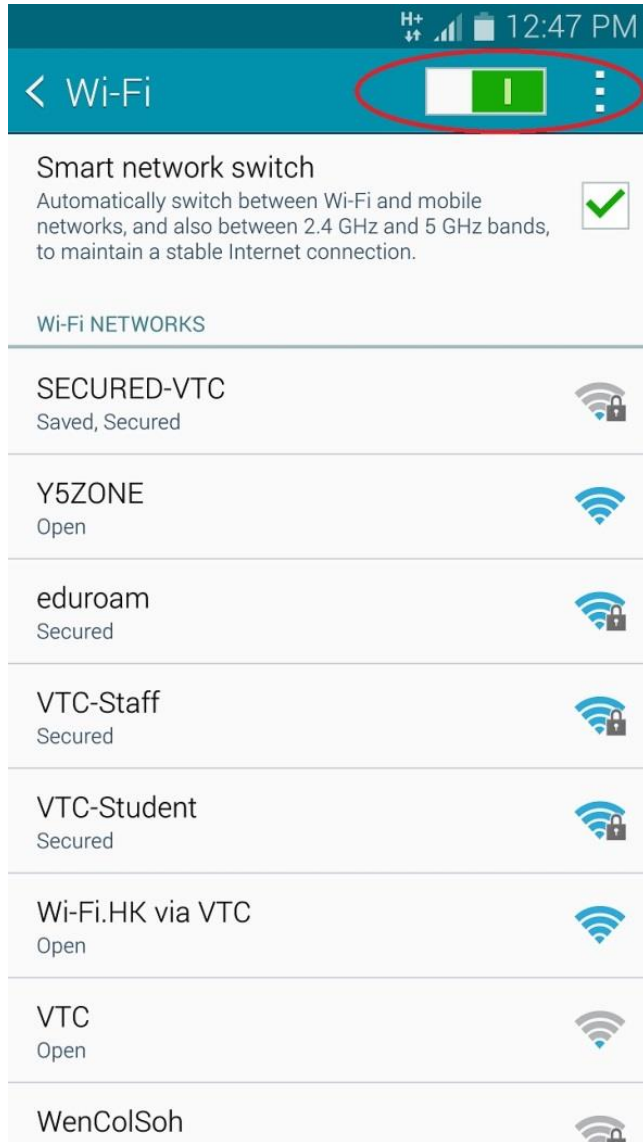 H+ 12:47 PM
Wi-Fi
Smart network switch
Automatically switch between Wi-Fi and mobile
networks, and also between 2.4 GHz and 5 GHz bands,
to maintain a stable Internet connection.
Wi-Fi NETWORKS
SECURED-VTC
Saved, Secured
Y5ZONE
Open
eduroam
Secured
VTC-Staff
Secured
VTC-Student
Secured
Wi-Fi.HK via VTC
Open
VTC
Open
WenColSoh